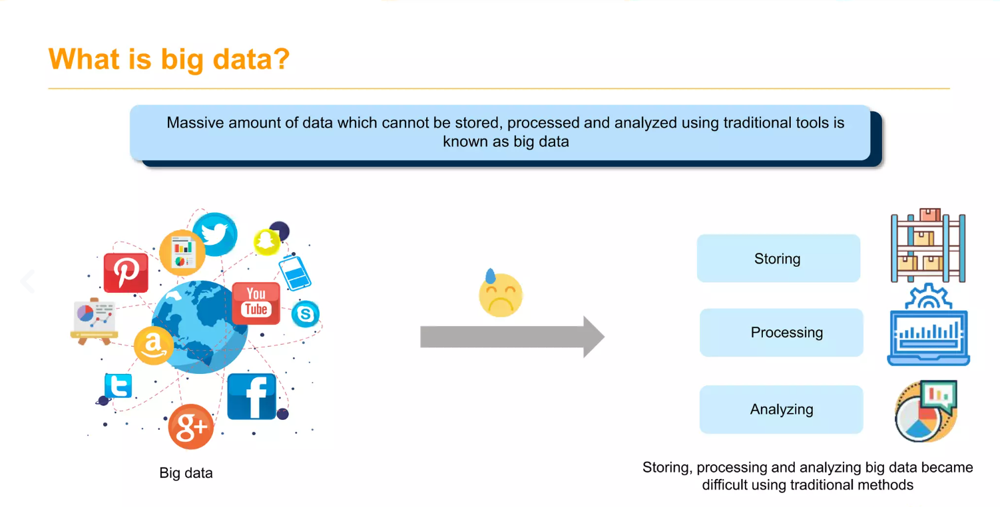 What is big data?
Massive amount of data which cannot be stored, processed and analyzed using traditional tools is
known as big data
You
Tube
S
a
t
f
g+
Big data
Storing
Processing
Analyzing
Storing, processing and analyzing big data became
difficult using traditional methods